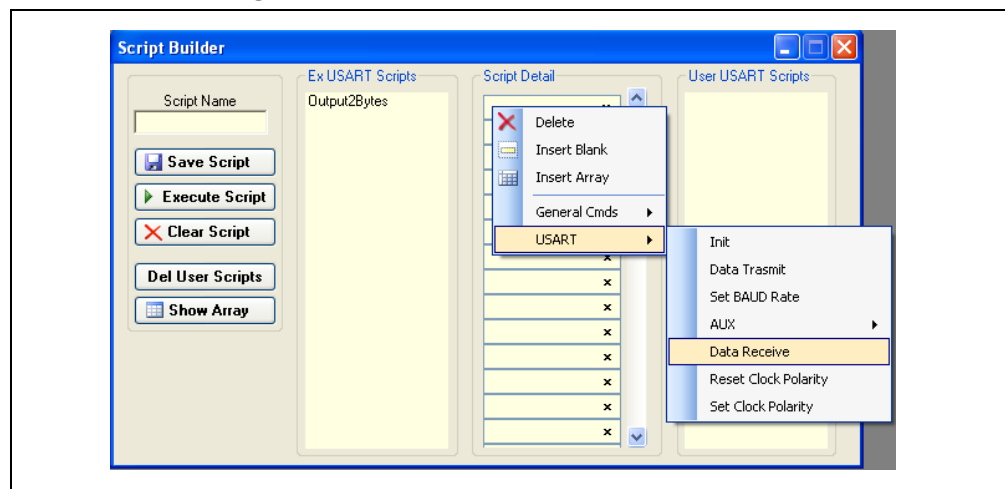 Script Builder
Script Name
Save Script
Execute Script
Clear Script
Del User Scripts
Show Array
Ex USART Scripts
Output2Bytes
Script Detail
x
Delete
Insert Blank
Insert Array
General Cmds
USART
x
x
x
x
x
x
x
x
User USART Scripts
Init
Data Trasmit
Set BAUD Rate
AUX
Data Receive
Reset Clock Polarity
Set Clock Polarity